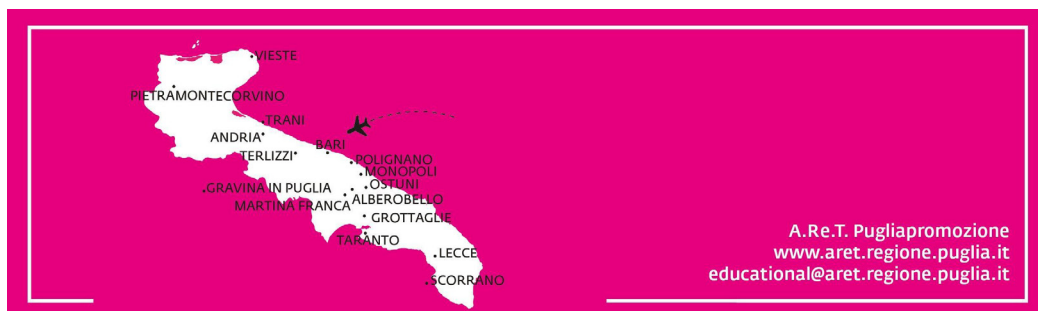 VIESTE
PIETRAMONTECORVINO
TRANI
ANDRIA
BARI
TERLIZZI
POLIGNANO
MONOPOLI
OSTUNI
GRAVINA IN PUGLIA
ALBEROBELLO
MARTINA FRANCA
GROTTAGLIE
TARANTO
LECCE
SCORRANO
A.Re.T. Pugliapromozione
www.aret.regione.puglia.it
educational@aret.regione.puglia.it